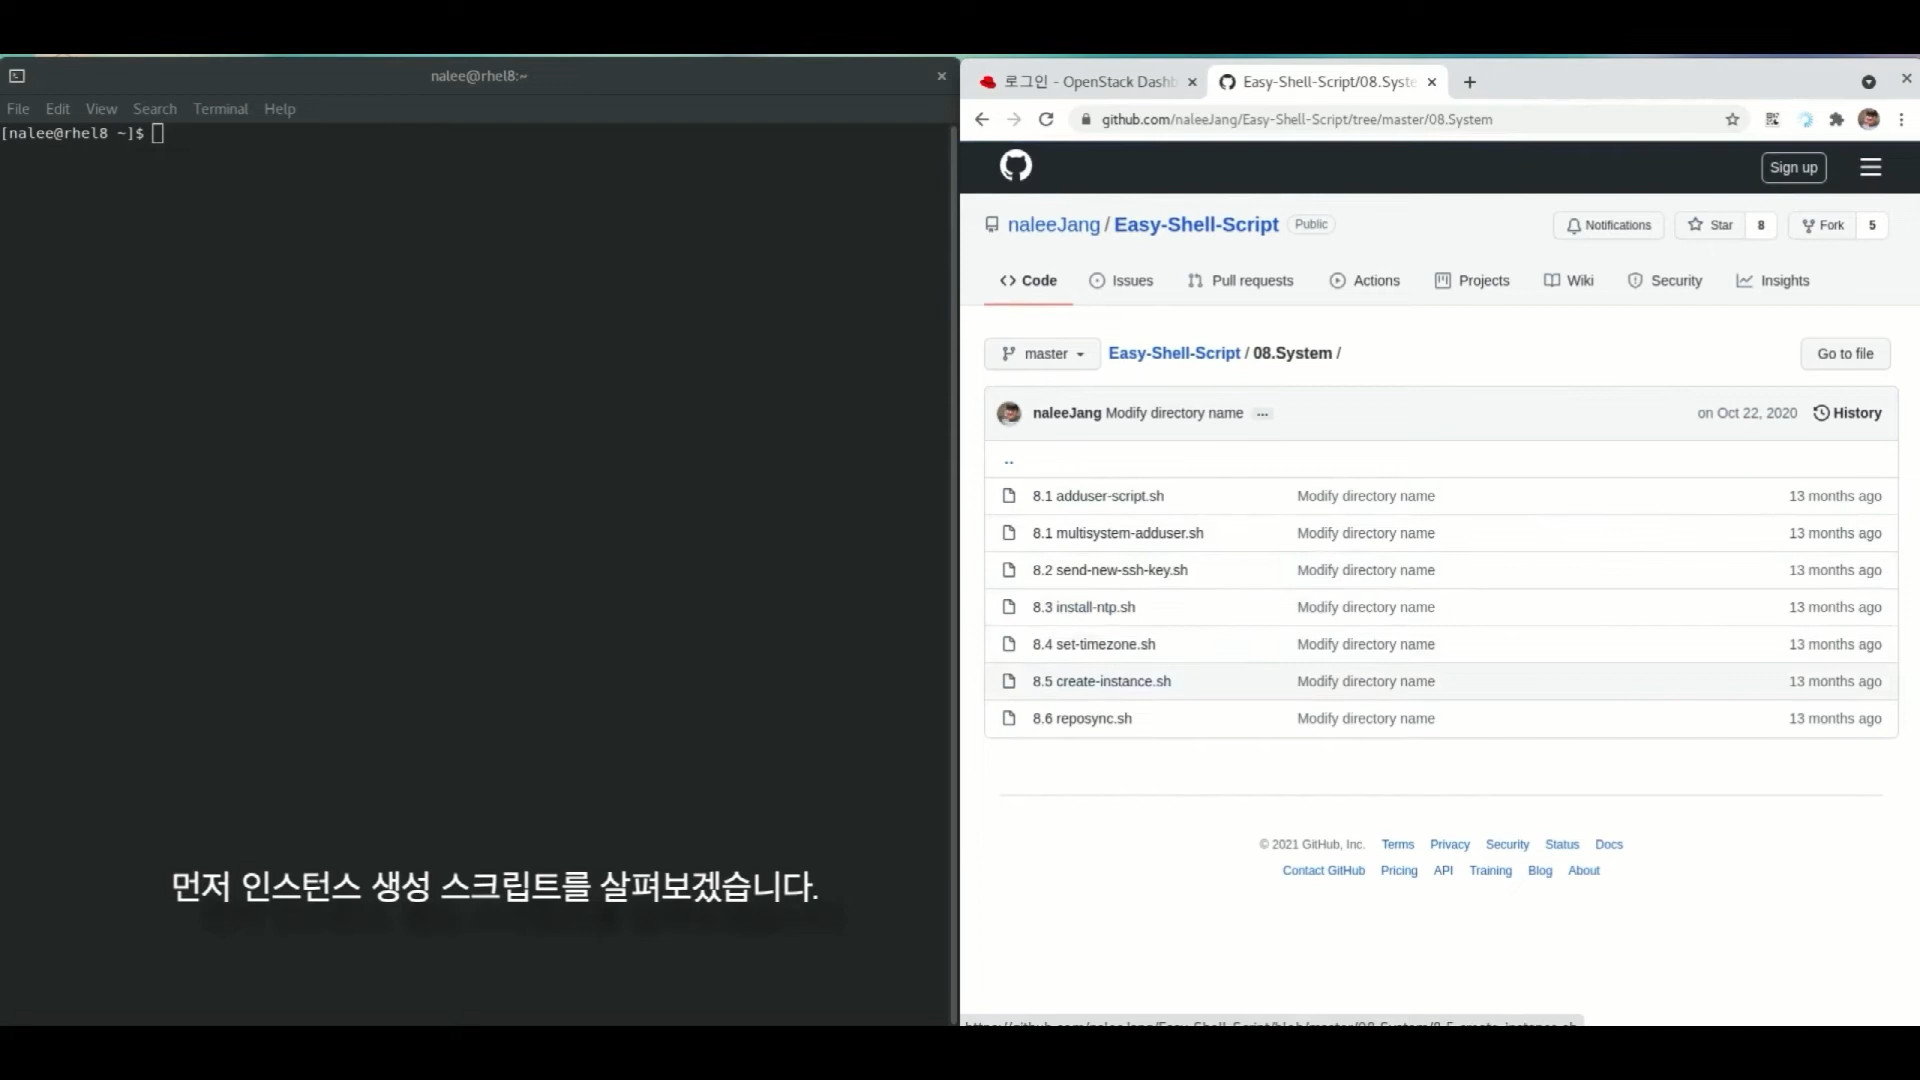 nalee@rhel8:~
File Edit View Search Terminal Help
[nalee@rhel8 ~]$
먼저 인스턴스 생성 스크립트를 살펴보겠습니다.
로그인 - OpenStack Dashb
Easy-Shell-Script/08.Syste
github.com/naleeJang/Easy-Shell-Script/tree/master/08.System
Sign up
naleeJang / Easy-Shell-Script Public
Notifications Star 8 Fork 5
Code Issues Pull requests Actions Projects Wiki Security Insights
master Easy-Shell-Script / 08.System / Go to file
naleeJang Modify directory name ... on Oct 22, 2020 History
..
8.1 adduser-script.sh Modify directory name 13 months ago
8.1 multisystem-adduser.sh Modify directory name 13 months ago
8.2 send-new-ssh-key.sh Modify directory name 13 months ago
8.3 install-ntp.sh Modify directory name 13 months ago
8.4 set-timezone.sh Modify directory name 13 months ago
8.5 create-instance.sh Modify directory name 13 months ago
8.6 reposync.sh Modify directory name 13 months ago
© 2021 GitHub, Inc. Terms Privacy Security Status Docs
Contact GitHub Pricing API Training Blog About